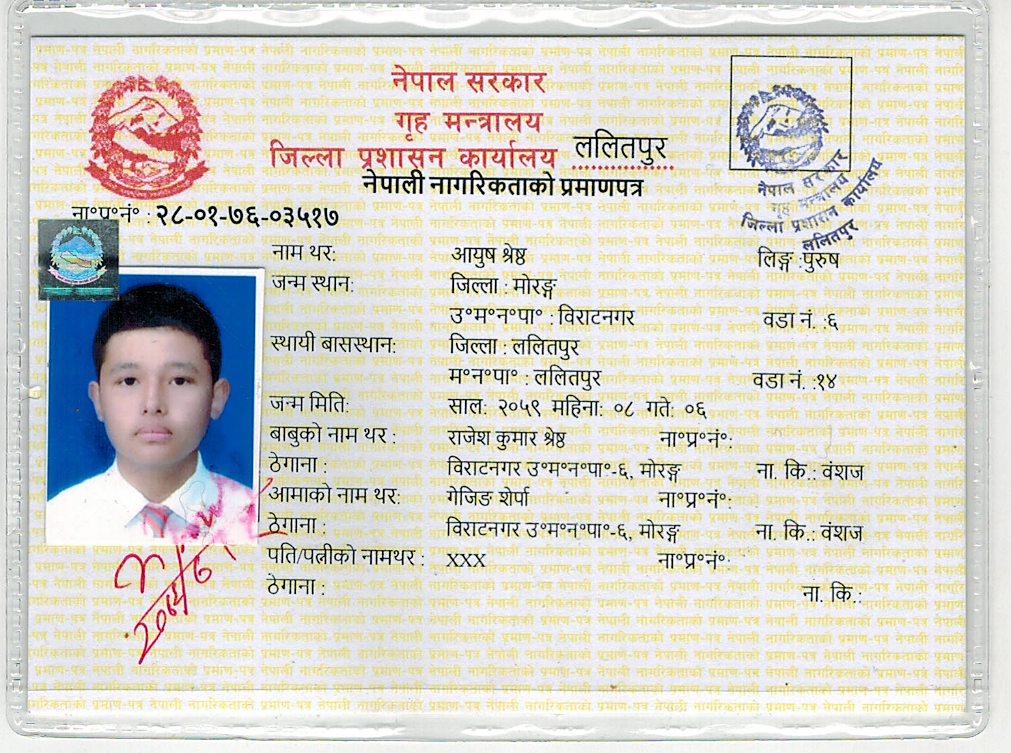 नेपाल सरकार
गृह मन्त्रालय
जिल्ला प्रशासन कार्यालय ललितपुर
नेपाली नागरिकताको प्रमाणपत्र
नेपाल सरकार
गृह मन्त्रालय
जिल्ला प्रशासन कार्यालय
ललितपुर
ना॰प्र॰नं॰ : २८-०१-७६-०३५१७
नाम थर: आयुष श्रेष्ठ लिङ्ग :पुरुष
जन्म स्थान: जिल्ला : मोरङ्ग
उ॰म॰न॰पा॰ : विराटनगर वडा नं. :६
स्थायी बासस्थान: जिल्ला : ललितपुर
म॰न॰पा॰ : ललितपुर वडा नं. :१४
जन्म मिति: साल: २०५९ महिना: ०८ गते: ०६
बाबुको नाम थर : राजेश कुमार श्रेष्ठ ना॰प्र॰नं॰:
ठेगाना : विराटनगर उ॰म॰न॰पा॰-६, मोरङ्ग ना. कि.: वंशज
आमाको नाम थर: गेजिङ शेर्पा ना॰प्र॰नं॰:
ठेगाना : विराटनगर उ॰म॰न॰पा॰-६, मोरङ्ग ना. कि.: वंशज
पति/पत्नीको नामथर : XXX ना॰प्र॰नं॰:
ठेगाना : ना. कि.: